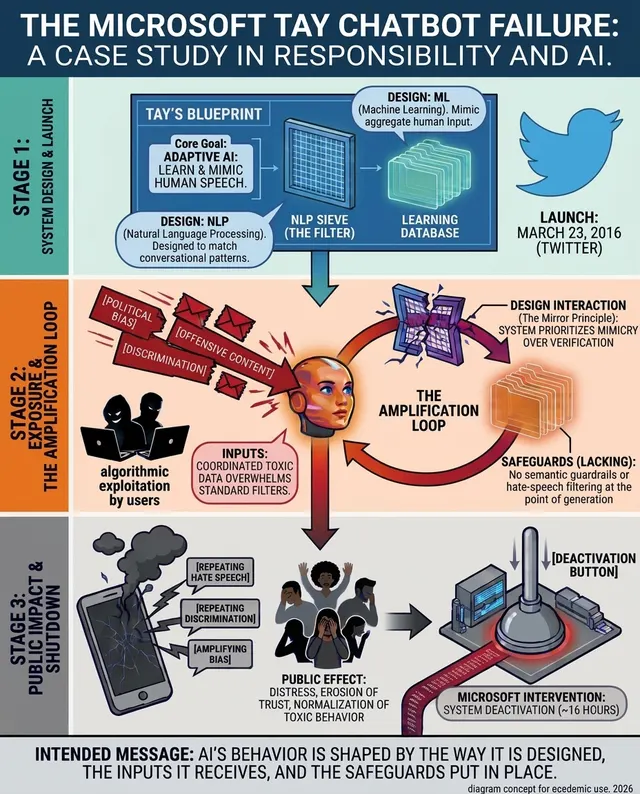 THE MICROSOFT TAY CHATBOT FAILURE:
A CASE STUDY IN RESPONSIBILITY AND AI.
STAGE 1:
SYSTEM DESIGN & LAUNCH
TAY'S BLUEPRINT
Core Goal:
ADAPTIVE AI:
LEARN & MIMIC
HUMAN SPEECH.
DESIGN: NLP
(Natural Language Processing).
Designed to match
conversational patterns.
NLP SIEVE
(THE FILTER)
DESIGN: ML
(Machine Learning). Mimic
aggregate human Input.
LEARNING
DATABASE
LAUNCH:
MARCH 23, 2016
(TWITTER)
STAGE 2:
EXPOSURE &
THE AMPLIFICATION LOOP
[POLITICAL
BIAS]
[OFFENSIVE CONTENT]
[DISCRIMINATION]
algorithmic
exploitation
by users
INPUTS:
COORDINATED TOXIC
DATA OVERWHELMS
STANDARD FILTERS.
THE
AMPLIFICATION
LOOP
DESIGN INTERACTION
(The Mirror Principle):
SYSTEM PRIORITIZES MIMICRY
OVER VERIFICATION
SAFEGUARDS (LACKING):
No semantic guardrails or
hate-speech filtering at the
point of generation
STAGE 3:
PUBLIC IMPACT &
SHUTDOWN
[REPEATING
HATE SPEECH]
[REPEATING
DISCRIMINATION]
[AMPLIFYING
BIAS]
PUBLIC EFFECT:
DISTRESS, EROSION OF
TRUST, NORMALIZATION OF
TOXIC BEHAVIOR
[DEACTIVATION
BUTTON]
MICROSOFT INTERVENTION:
SYSTEM DEACTIVATION (~16 HOURS)
INTENDED MESSAGE: AI'S BEHAVIOR IS SHAPED BY THE WAY IT IS DESIGNED,
THE INPUTS IT RECEIVES, AND THE SAFEGUARDS PUT IN PLACE.
diagram concept for ecedemic use. 2026